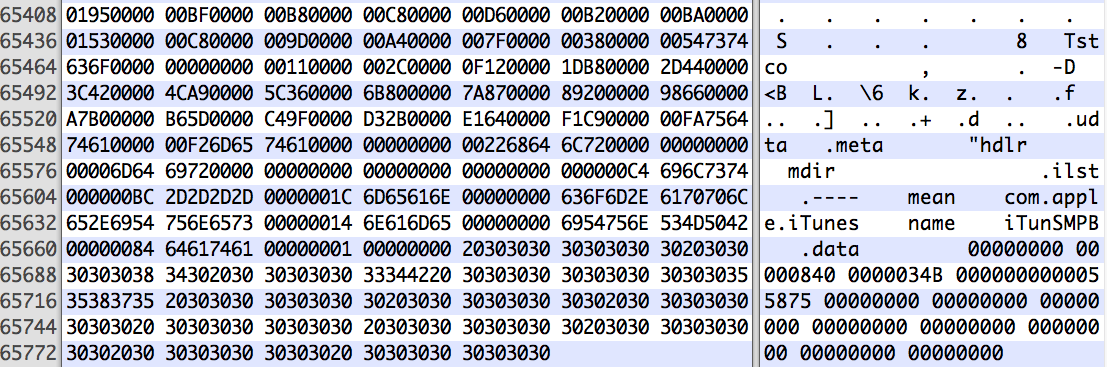 65408 01950000 00BF0000 00B80000 00C80000 00D60000 00B20000 00BA0000 . . . . . . .
65436 01530000 00C80000 009D0000 00A40000 007F0000 00380000 00547374 S . . . 8 Tst
65464 636F0000 00000000 00110000 002C0000 0F120000 1DB80000 2D440000 co , . -D
65492 3C420000 4CA90000 5C360000 6B800000 7A870000 89200000 98660000 <B L. \6 k. z. . .f
65520 A7B00000 B65D0000 C49F0000 D32B0000 E1640000 F1C90000 00FA7564 .. .] .. .+ .d .. .ud
65548 74610000 00F26D65 74610000 00000000 00226864 6C720000 00000000 ta .meta "hdlr
65576 00006D64 69720000 00000000 00000000 000000C4 696C7374 mdir .ilst
65604 000000BC 2D2D2D2D 0000001C 6D65616E 00000000 636F6D2E 6170706C .---- mean com.appl
65632 652E6954 756E6573 00000014 6E616D65 00000000 6954756E 534D5042 e.iTunes name iTunSMPB
65660 00000084 64617461 00000001 00000000 20303030 30303030 30203030 .data 00000000 00
65688 30303038 34302030 30303030 33344220 30303030 30303030 30303035 000840 0000034B 000000000005
65716 35383735 20303030 30303030 30203030 30303030 30302030 30303030 5875 00000000 00000000 00000
65744 30303020 30303030 30303030 20303030 30303030 30203030 30303030 000 00000000 00000000 000000
65772 30302030 30303030 30303020 30303030 30303030 00 00000000 00000000